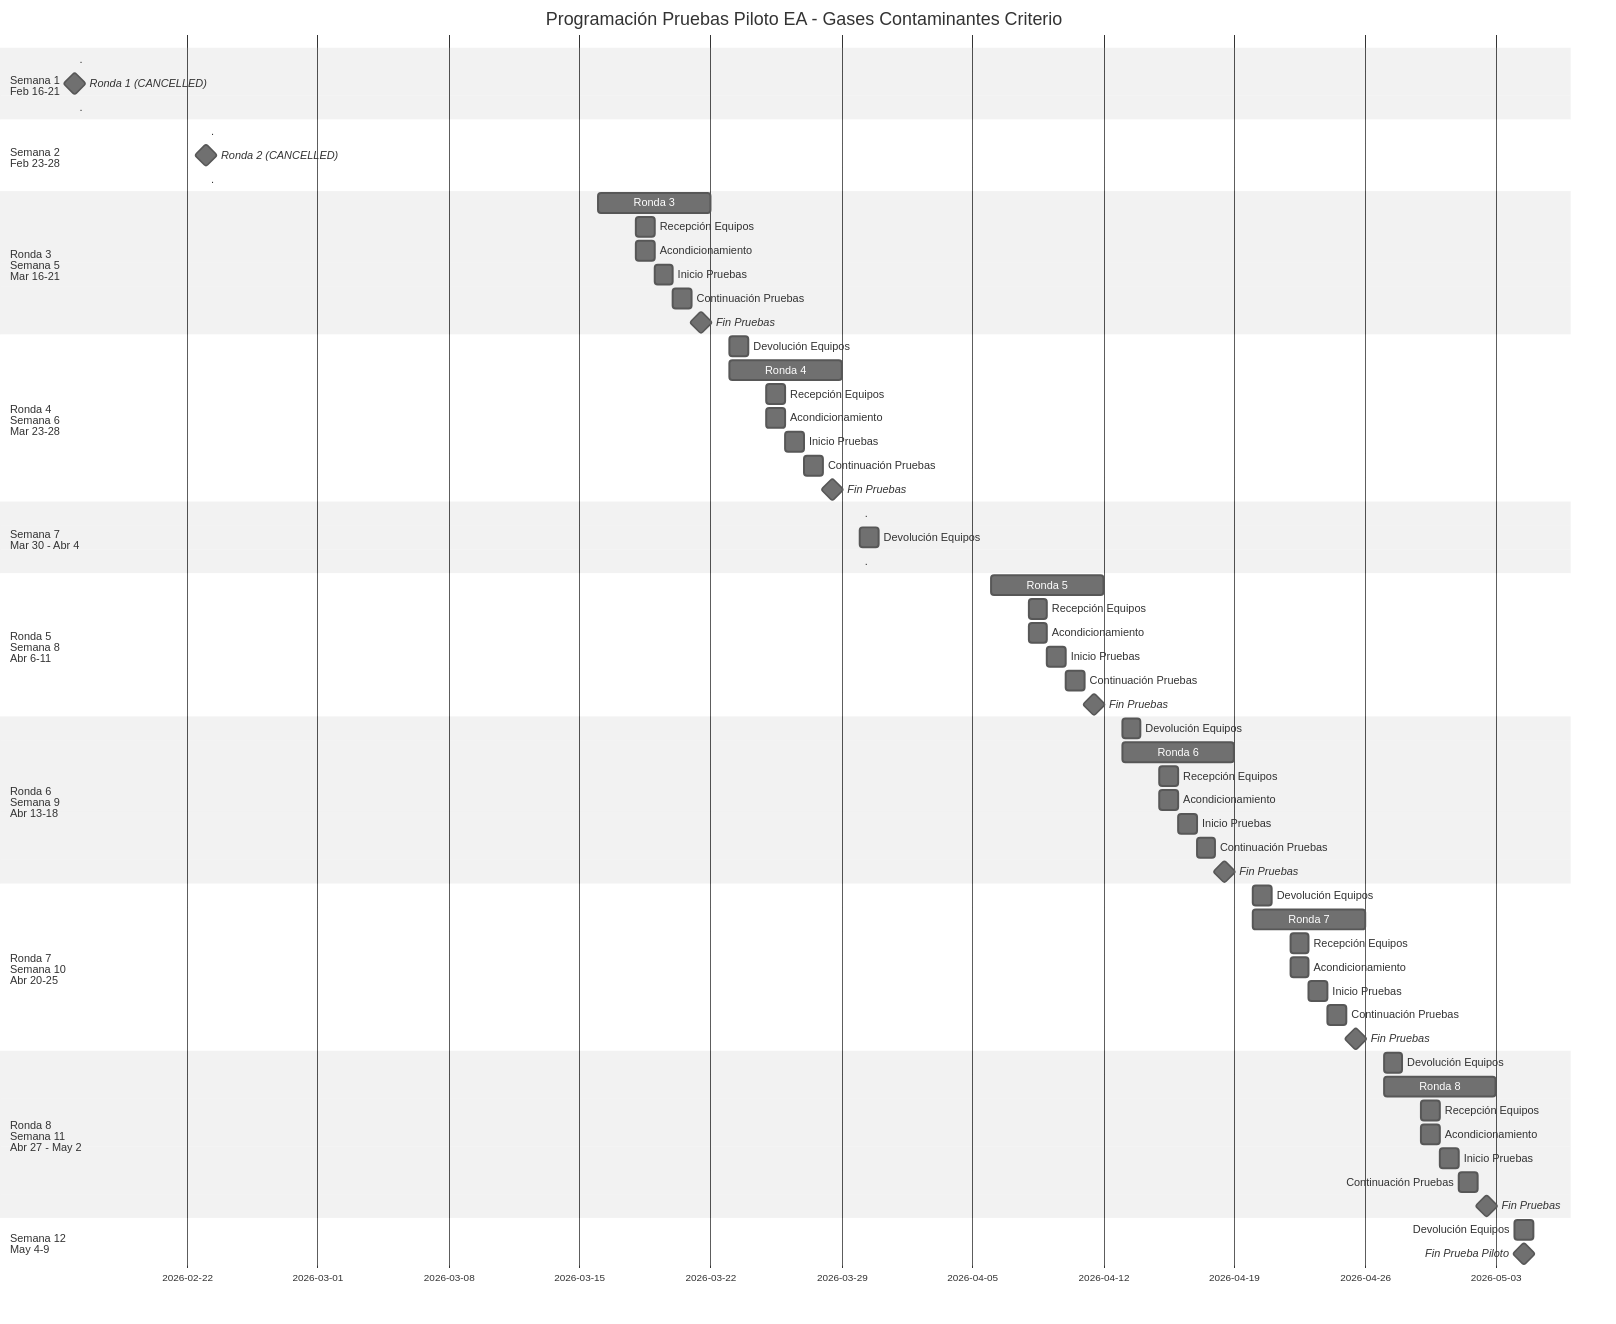 Programación Pruebas Piloto EA - Gases Contaminantes Criterio
.
Semana 1
Feb 16-21
Ronda 1 (CANCELLED)
.
.
Semana 2
Feb 23-28
Ronda 2 (CANCELLED)
.
Ronda 3
Semana 5
Mar 16-21
Ronda 3
Recepción Equipos
Acondicionamiento
Inicio Pruebas
Continuación Pruebas
Fin Pruebas
Ronda 4
Semana 6
Mar 23-28
Devolución Equipos
Ronda 4
Recepción Equipos
Acondicionamiento
Inicio Pruebas
Continuación Pruebas
Fin Pruebas
.
Semana 7
Mar 30 - Abr 4
Devolución Equipos
.
Ronda 5
Semana 8
Abr 6-11
Ronda 5
Recepción Equipos
Acondicionamiento
Inicio Pruebas
Continuación Pruebas
Fin Pruebas
Ronda 6
Semana 9
Abr 13-18
Devolución Equipos
Ronda 6
Recepción Equipos
Acondicionamiento
Inicio Pruebas
Continuación Pruebas
Fin Pruebas
Ronda 7
Semana 10
Abr 20-25
Devolución Equipos
Ronda 7
Recepción Equipos
Acondicionamiento
Inicio Pruebas
Continuación Pruebas
Fin Pruebas
Ronda 8
Semana 11
Abr 27 - May 2
Devolución Equipos
Ronda 8
Recepción Equipos
Acondicionamiento
Inicio Pruebas
Continuación Pruebas
Fin Pruebas
Semana 12
May 4-9
Devolución Equipos
Fin Prueba Piloto
2026-02-22 2026-03-01 2026-03-08 2026-03-15 2026-03-22 2026-03-29 2026-04-05 2026-04-12 2026-04-19 2026-04-26 2026-05-03